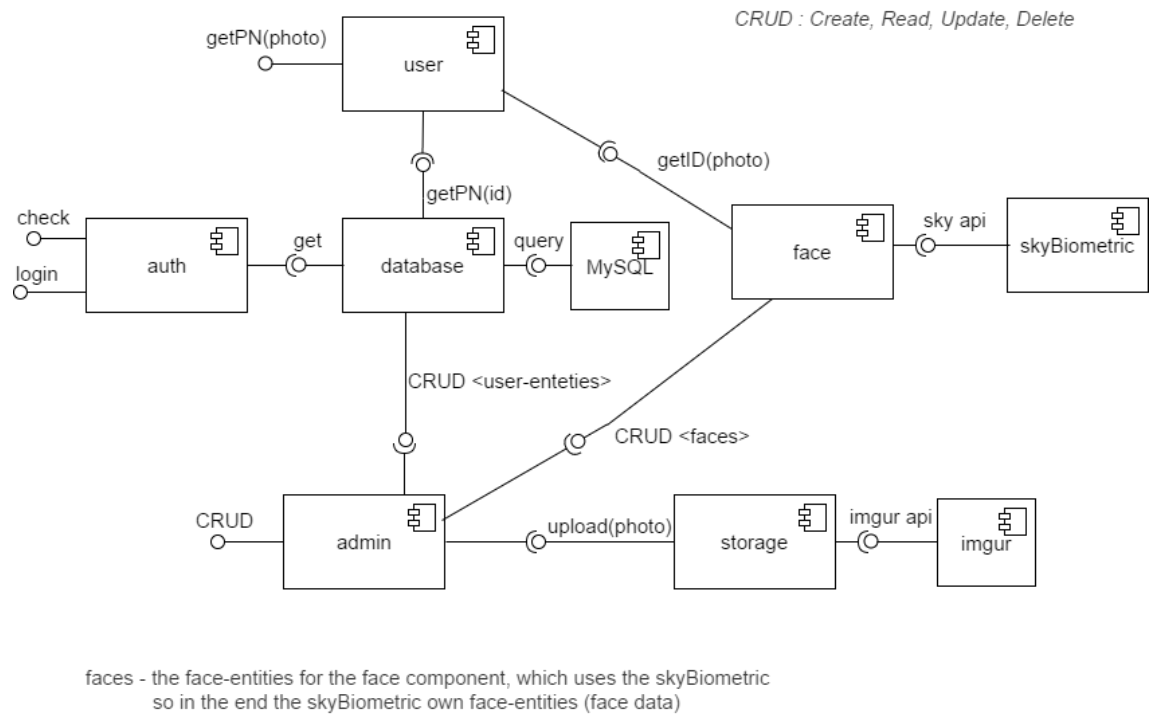 CRUD : Create, Read, Update, Delete
getPN(photo)
user
getID(photo)
getPN(id)
check
login
auth
get
database
query
MySQL
face
sky api
skyBiometric
CRUD <user-enteties>
CRUD <faces>
CRUD
admin
upload(photo)
storage
imgur api
imgur
faces - the face-entities for the face component, which uses the skyBiometric
so in the end the skyBiometric own face-entities (face data)